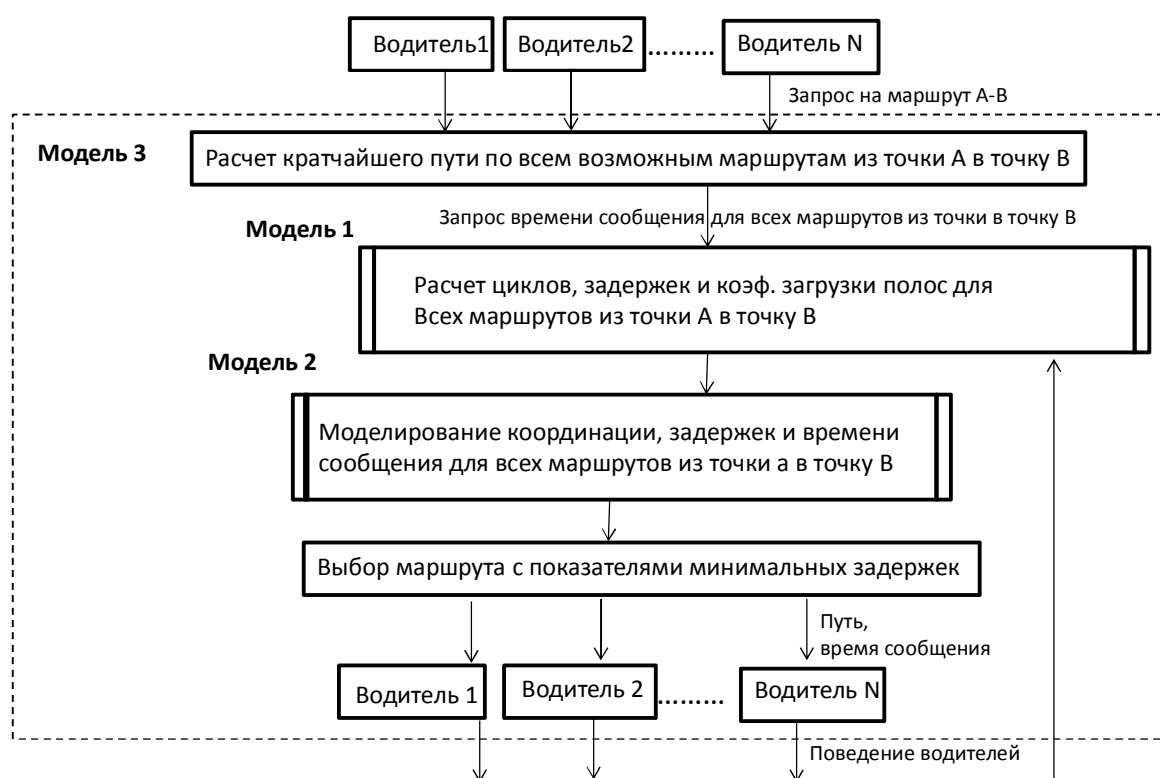 Водитель1 Водитель2 ……… Водитель N
Запрос на маршрут А-В
Модель 3
Расчет кратчайшего пути по всем возможным маршрутам из точки А в точку В
Запрос времени сообщения для всех маршрутов из точки в точку В
Модель 1
Расчет циклов, задержек и коэф. загрузки полос для
Всех маршрутов из точки А в точку В
Модель 2
Моделирование координации, задержек и времени
сообщения для всех маршрутов из точки а в точку В
Выбор маршрута с показателями минимальных задержек
Путь,
время сообщения
Водитель 1 Водитель 2 ……… Водитель N
Поведение водителей